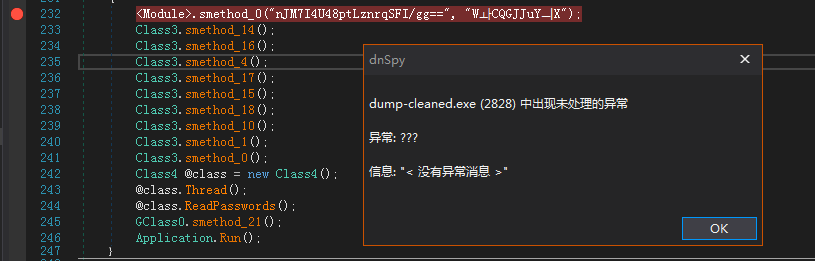 231 {
232 <Module>.smethod_0("nJM7I4U48ptLznrqSFI/gg==", "WㅛㅏCQGJJuYㅡㅣX");
233 Class3.smethod_14();
234 Class3.smethod_16();
235 Class3.smethod_4();
236 Class3.smethod_17();
237 Class3.smethod_15();
238 Class3.smethod_18();
239 Class3.smethod_10();
240 Class3.smethod_1();
241 Class3.smethod_0();
242 Class4 @class = new Class4();
243 @class.Thread();
244 @class.ReadPasswords();
245 GClass0.smethod_21();
246 Application.Run();
247 }
dnSpy
dump-cleaned.exe (2828) 中出现未处理的异常
异常: ???
信息: "< 没有异常消息 >"
OK